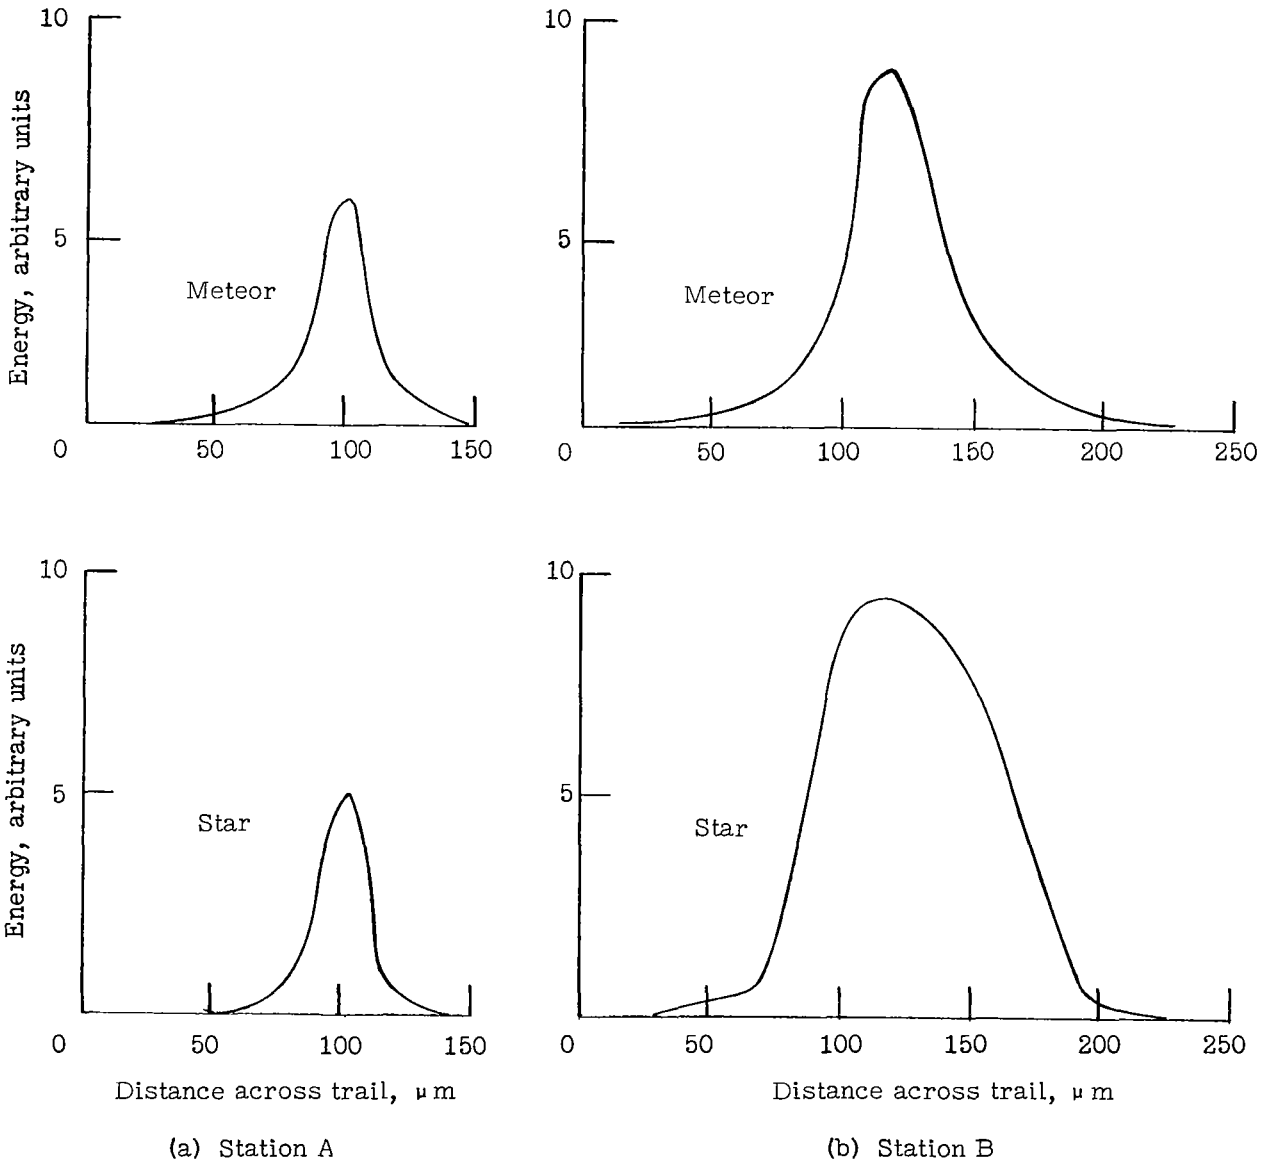 10
5
Energy, arbitrary units
Meteor
0 50 100 150
10
5
Meteor
0 50 100 150 200 250
10
5
Energy, arbitrary units
Star
0 50 100 150
Distance across trail, μm
(a) Station A
10
5
Star
0 50 100 150 200 250
Distance across trail, μm
(b) Station B